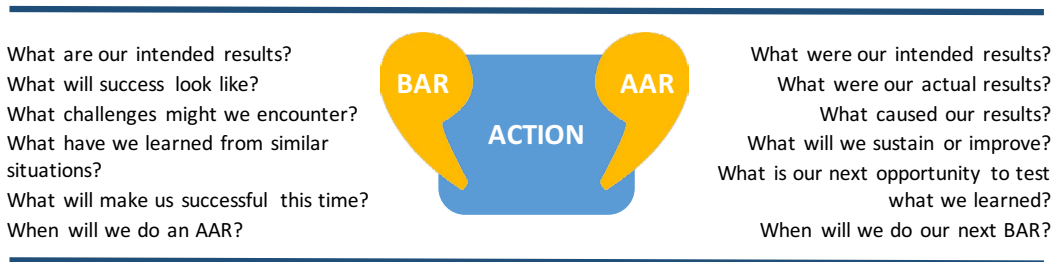 What are our intended results?
What will success look like?
What challenges might we encounter?
What have we learned from similar
situations?
What will make us successful this time?
When will we do an AAR?
BAR
ACTION
AAR
What were our intended results?
What were our actual results?
What caused our results?
What will we sustain or improve?
What is our next opportunity to test
what we learned?
When will we do our next BAR?